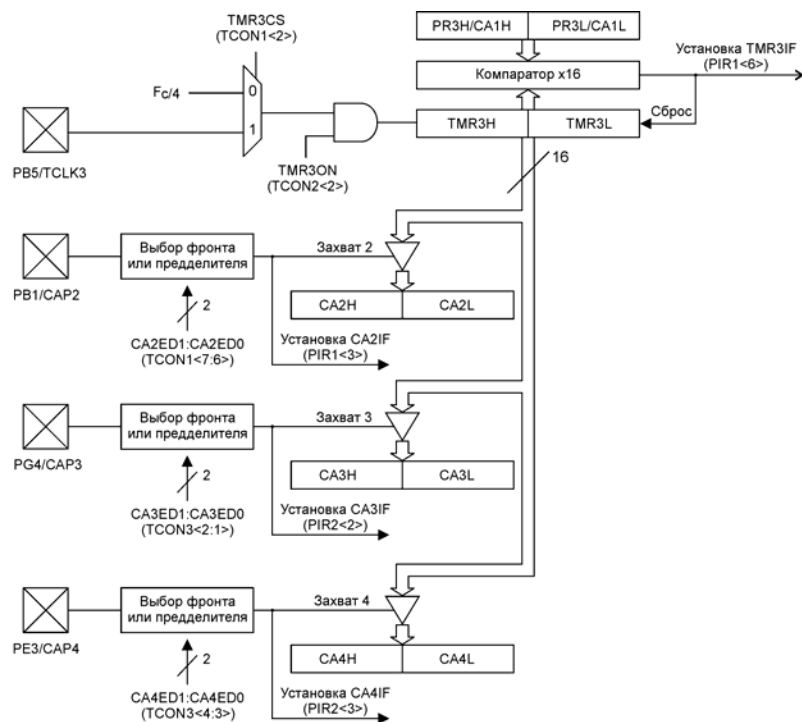 TMR3CS
(TCON1<2>)
PR3H/CA1H
PR3L/CA1L
Установка TMR3IF
(PIR1<6>)
Fc/4
0
Компаратор x16
1
TMR3H
TMR3L
Сброс
PB5/TCLK3
TMR3ON
(TCON2<2>)
16
Выбор фронта
или предделителя
Захват 2
PB1/CAP2
2
CA2H
CA2L
CA2ED1:CA2ED0
(TCON1<7:6>)
Установка CA2IF
(PIR1<3>)
Выбор фронта
или предделителя
Захват 3
PG4/CAP3
2
CA3H
CA3L
CA3ED1:CA3ED0
(TCON3<2:1>)
Установка CA3IF
(PIR2<2>)
Выбор фронта
или предделителя
Захват 4
PE3/CAP4
2
CA4H
CA4L
CA4ED1:CA4ED0
(TCON3<4:3>)
Установка CA4IF
(PIR2<3>)